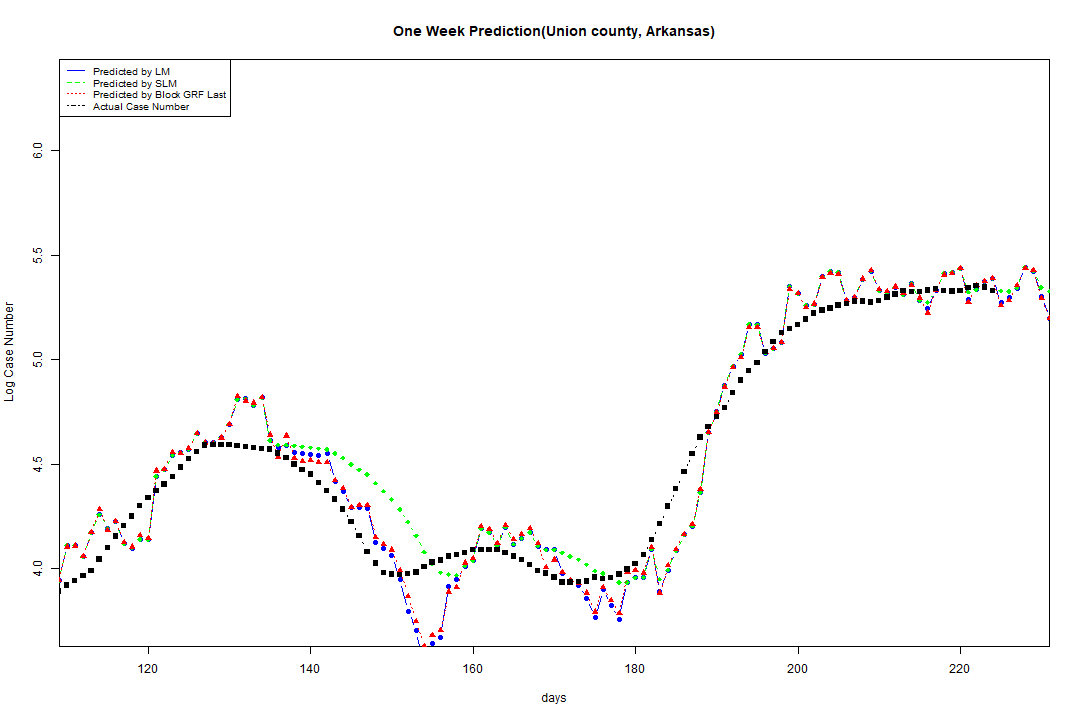 One Week Prediction(Union county, Arkansas)
Predicted by LM
Predicted by SLM
Predicted by Block GRF Last
Actual Case Number
6.0
5.5
5.0
4.5
4.0
Log Case Number
120 140 160 180 200 220
days